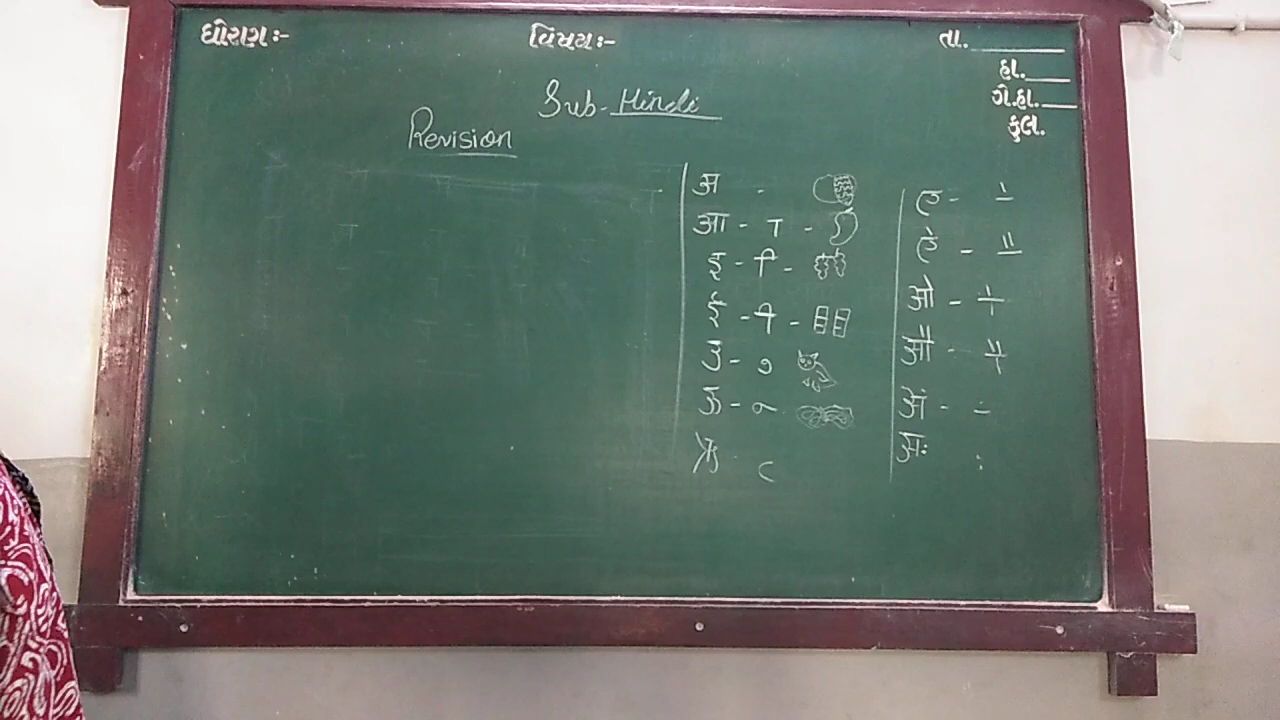 ધોરણ:-
વિષય:-
તા.
હા.
ગે.હા.
કુલ.
Sub- Hindi
Revision
अ -
आ - ा -
इ - ि -
ई - ी -
उ - ु
ऊ - ू
ऋ - ृ
ए - े
ऐ - ै
ओ - ो
औ - ौ
अं - ं
अः ः